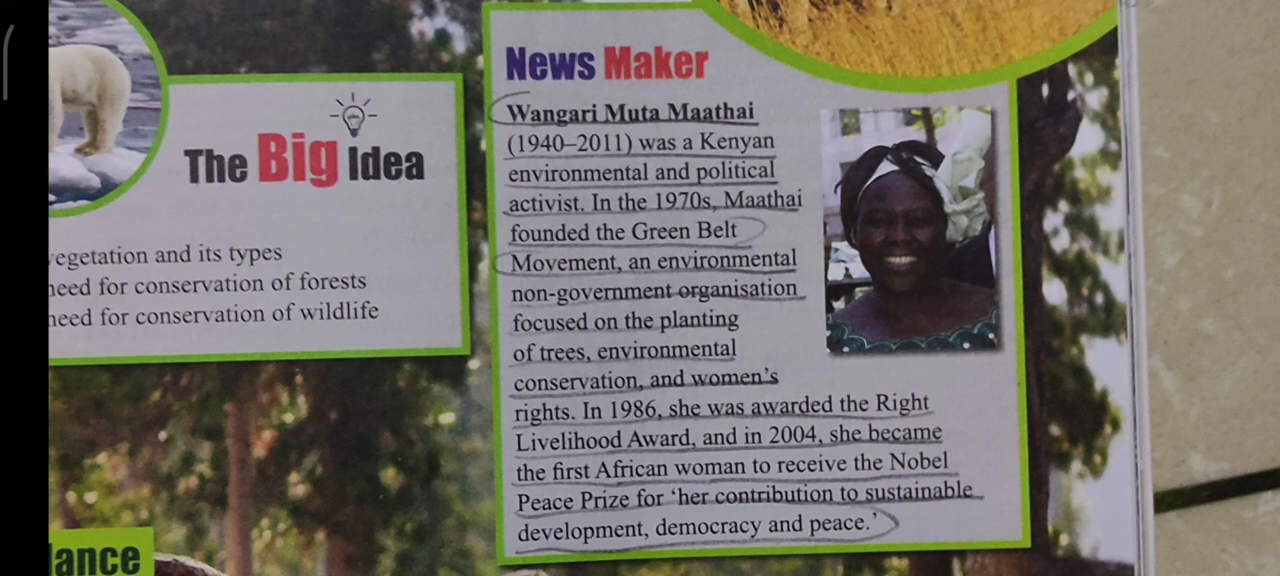 The Big Idea
vegetation and its types
need for conservation of forests
need for conservation of wildlife
News Maker
Wangari Muta Maathai
(1940–2011) was a Kenyan
environmental and political
activist. In the 1970s, Maathai
founded the Green Belt
Movement, an environmental
non-government organisation
focused on the planting
of trees, environmental
conservation, and women's
rights. In 1986, she was awarded the Right
Livelihood Award, and in 2004, she became
the first African woman to receive the Nobel
Peace Prize for 'her contribution to sustainable
development, democracy and peace.'
lance